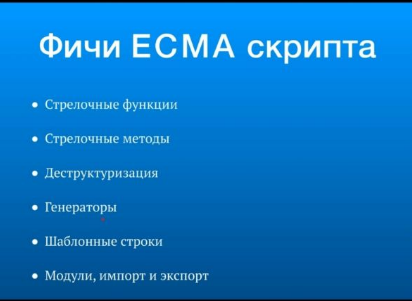 Фичи ECMA скрипта
• Стрелочные функции
• Стрелочные методы
• Деструктуризация
• Генераторы
• Шаблонные строки
• Модули, импорт и экспорт